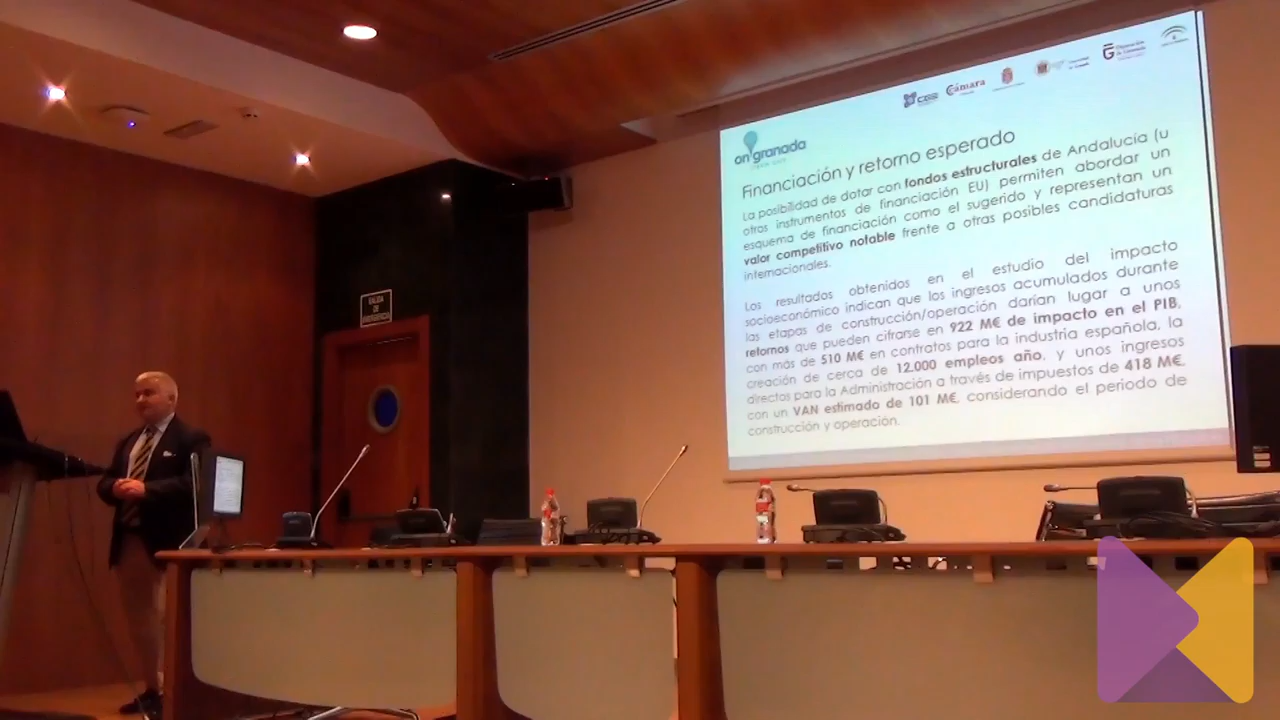 cámara
Diputación
de Granada
on granada
Financiación y retorno esperado
La posibilidad de dotar con fondos estructurales de Andalucía (u
otros instrumentos de financiación EU) permiten abordar un
esquema de financiación como el sugerido y representan un
valor competitivo notable frente a otras posibles candidaturas
internacionales.
Los resultados obtenidos en el estudio del impacto
socioeconómico indican que los ingresos acumulados durante
las etapas de construcción/operación darían lugar a unos
retornos que pueden cifrarse en 922 M€ de impacto en el PIB,
con más de 510 M€ en contratos para la industria española, la
creación de cerca de 12.000 empleos año, y unos ingresos
directos para la Administración a través de impuestos de 418 M€,
con un VAN estimado de 101 M€, considerando el periodo de
construcción y operación.
SALIDA
DE
EMERGENCIA